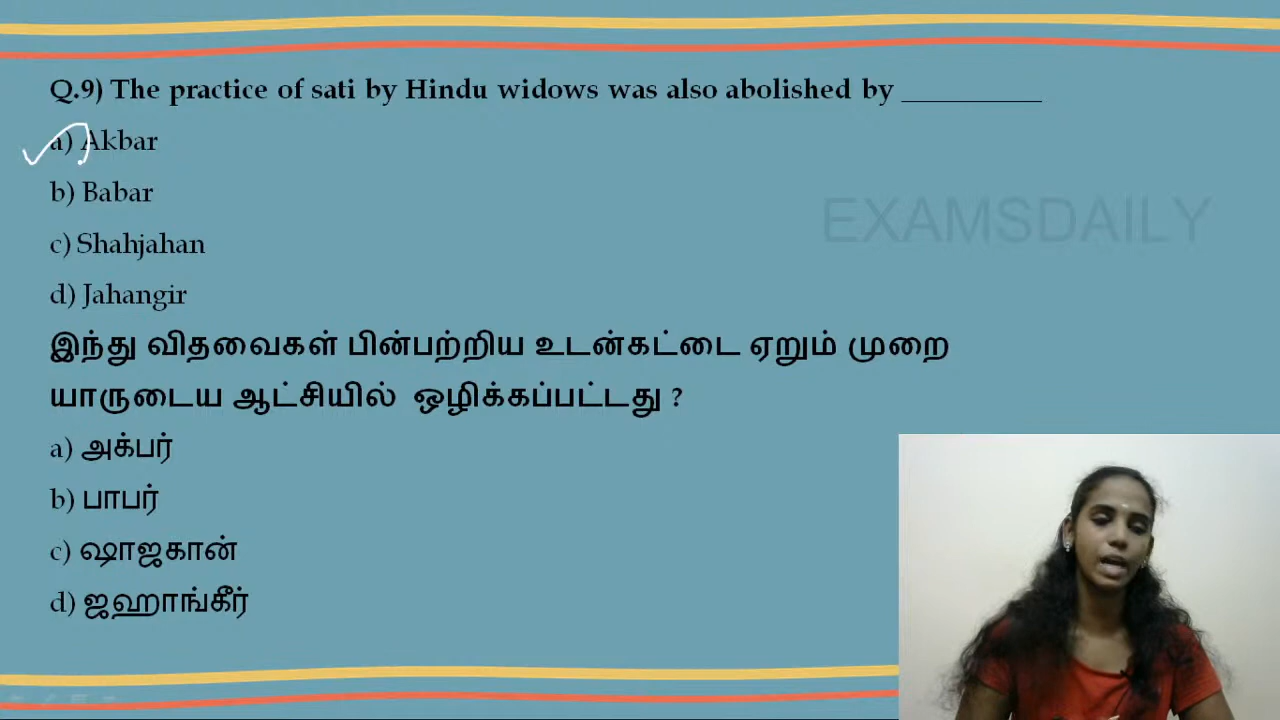 Q.9) The practice of sati by Hindu widows was also abolished by __________
a) Akbar
b) Babar
EXAMSDAILY
c) Shahjahan
d) Jahangir
இந்து விதவைகள் பின்பற்றிய உடன்கட்டை ஏறும் முறை
யாருடைய ஆட்சியில் ஒழிக்கப்பட்டது ?
a) அக்பர்
b) பாபர்
c) ஷாஜகான்
d) ஜஹாங்கீர்